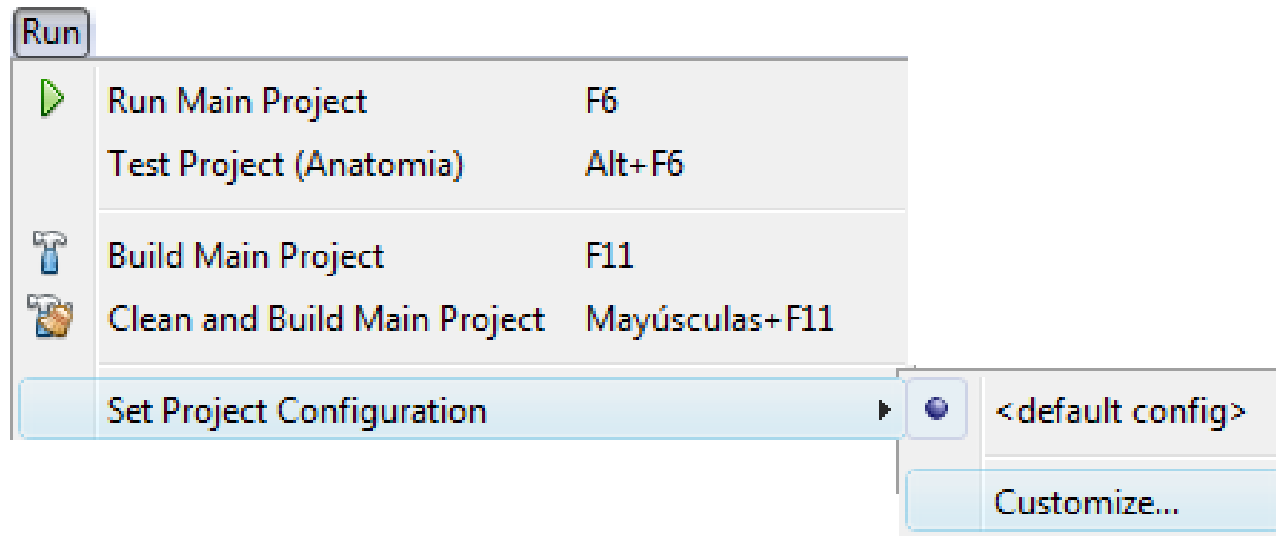 Run
Run Main Project F6
Test Project (Anatomia) Alt+F6
Build Main Project F11
Clean and Build Main Project Mayúsculas+F11
Set Project Configuration
<default config>
Customize...